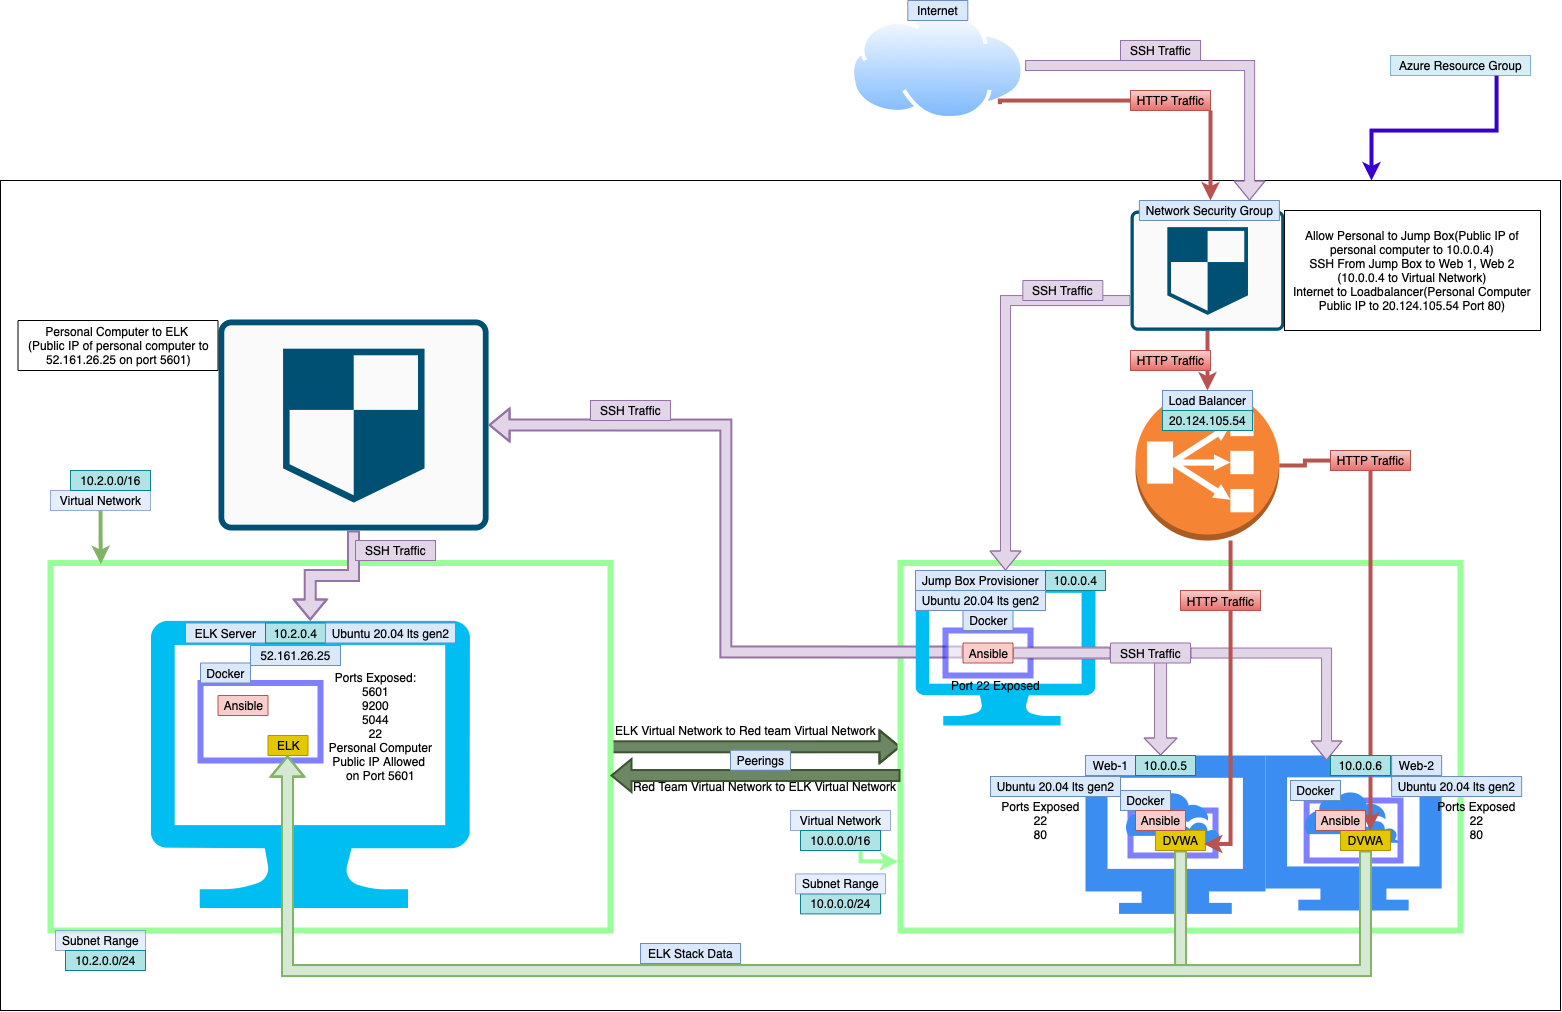 Internet
SSH Traffic
Azure Resource Group
HTTP Traffic
Network Security Group
Allow Personal to Jump Box(Public IP of
personal computer to 10.0.0.4)
SSH From Jump Box to Web 1, Web 2
(10.0.0.4 to Virtual Network)
Internet to Loadbalancer(Personal Computer
Public IP to 20.124.105.54 Port 80)
SSH Traffic
Personal Computer to ELK
(Public IP of personal computer to
52.161.26.25 on port 5601)
HTTP Traffic
Load Balancer
20.124.105.54
SSH Traffic
HTTP Traffic
10.2.0.0/16
Virtual Network
SSH Traffic
Jump Box Provisioner
10.0.0.4
Ubuntu 20.04 lts gen2
Docker
Ansible
Port 22 Exposed
HTTP Traffic
SSH Traffic
ELK Server
10.2.0.4
Ubuntu 20.04 lts gen2
52.161.26.25
Docker
Ansible
ELK
Ports Exposed:
5601
9200
5044
22
Personal Computer
Public IP Allowed
on Port 5601
ELK Virtual Network to Red team Virtual Network
Peerings
Red Team Virtual Network to ELK Virtual Network
Web-1
10.0.0.5
Ubuntu 20.04 lts gen2
Ports Exposed
22
80
Docker
Ansible
DVWA
10.0.0.6
Web-2
Ubuntu 20.04 lts gen2
Docker
Ansible
DVWA
Ports Exposed
22
80
Virtual Network
10.0.0.0/16
Subnet Range
10.0.0.0/24
Subnet Range
10.2.0.0/24
ELK Stack Data